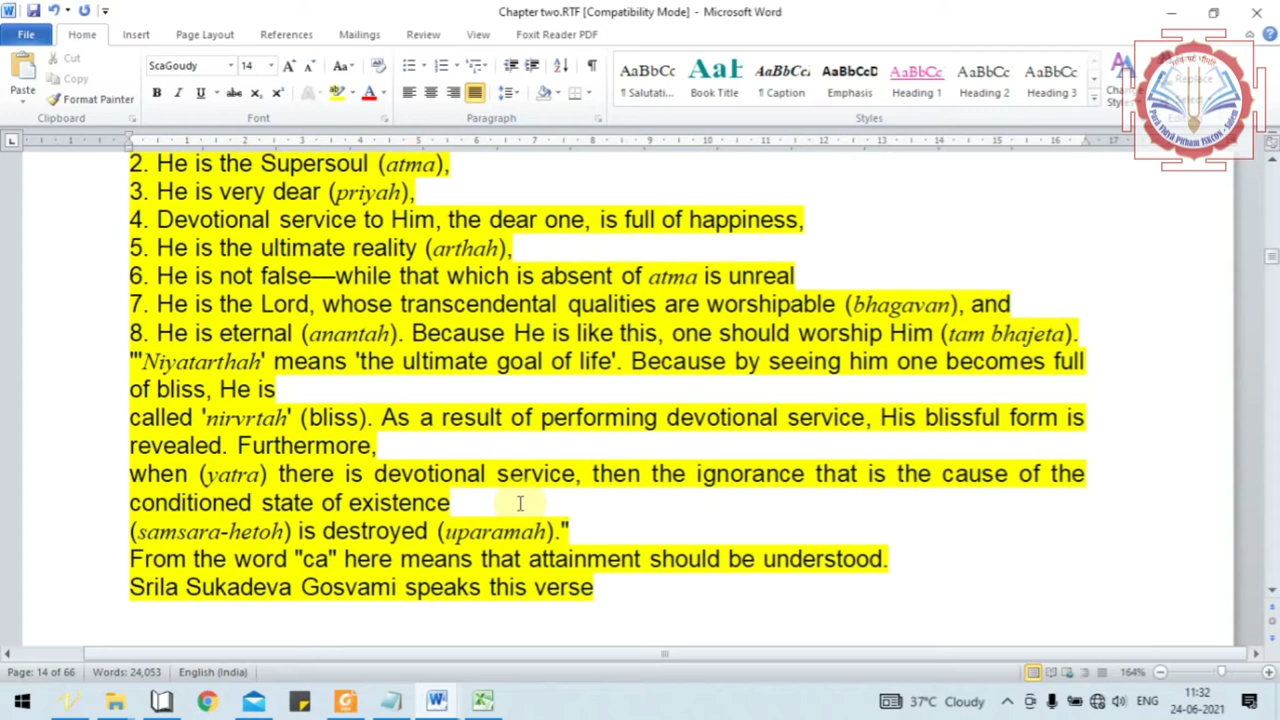 Chapter two.RTF [Compatibility Mode] - Microsoft Word
File Home Insert Page Layout References Mailings Review View Foxit Reader PDF
Paste Cut Copy Format Painter
ScaGoudy 14
AaBbCc AaB AaBbCc AaBbCcD AaBbCc AaBbCc AaBbCc
¶ Salutati... Book Title ¶ Caption Emphasis Heading 1 Heading 2 Heading 3
Clipboard Font Paragraph Styles
2. He is the Supersoul (atma),
3. He is very dear (priyah),
4. Devotional service to Him, the dear one, is full of happiness,
5. He is the ultimate reality (arthah),
6. He is not false—while that which is absent of atma is unreal
7. He is the Lord, whose transcendental qualities are worshipable (bhagavan), and
8. He is eternal (anantah). Because He is like this, one should worship Him (tam bhajeta).
"'Niyatarthah' means 'the ultimate goal of life'. Because by seeing him one becomes full
of bliss, He is
called 'nirvrtah' (bliss). As a result of performing devotional service, His blissful form is
revealed. Furthermore,
when (yatra) there is devotional service, then the ignorance that is the cause of the
conditioned state of existence
(samsara-hetoh) is destroyed (uparamah)."
From the word "ca" here means that attainment should be understood.
Srila Sukadeva Gosvami speaks this verse
Page: 14 of 66 Words: 24,053 English (India) 164%
37°C Cloudy ENG 11:32
24-06-2021